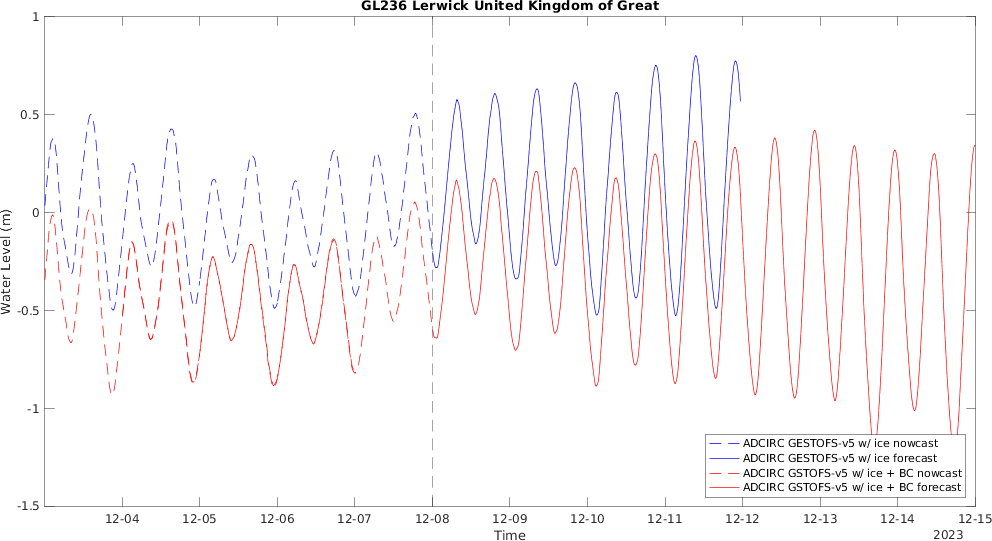 GL236 Lerwick United Kingdom of Great
1
0.5
0
-0.5
-1
-1.5
Water Level (m)
12-04 12-05 12-06 12-07 12-08 12-09 12-10 12-11 12-12 12-13 12-14 12-15
Time
2023
ADCIRC GESTOFS-v5 w/ ice nowcast
ADCIRC GESTOFS-v5 w/ ice forecast
ADCIRC GSTOFS-v5 w/ ice + BC nowcast
ADCIRC GSTOFS-v5 w/ ice + BC forecast